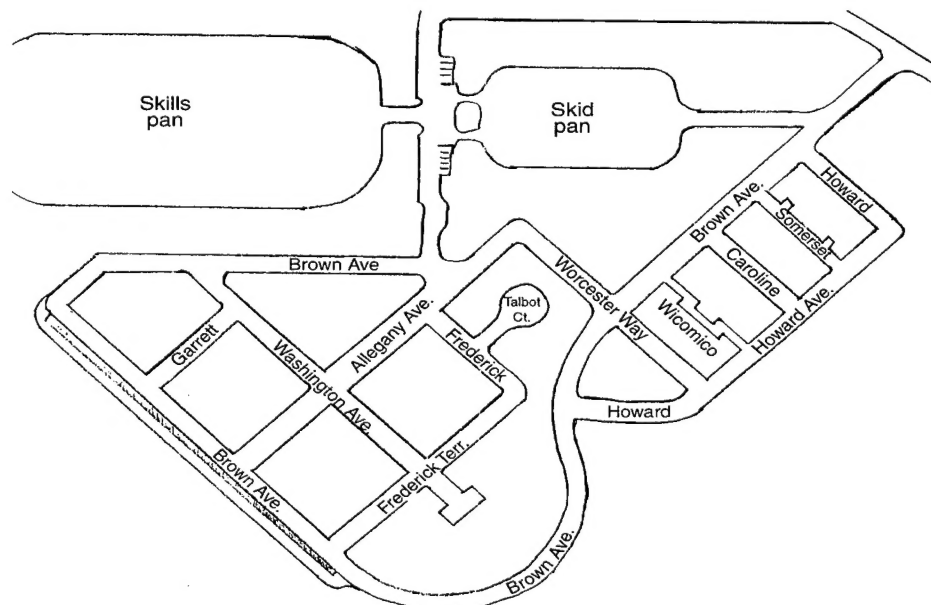 Skills
pan
Skid
pan
Howard
Brown Ave.
Somerset
Caroline
Brown Ave
Worcester Way
Talbot
Ct.
Allegany Ave.
Wicomico
Howard Ave.
Garrett
Washington Ave.
Frederick
Howard
Brown Ave.
Frederick Terr.
Brown Ave.